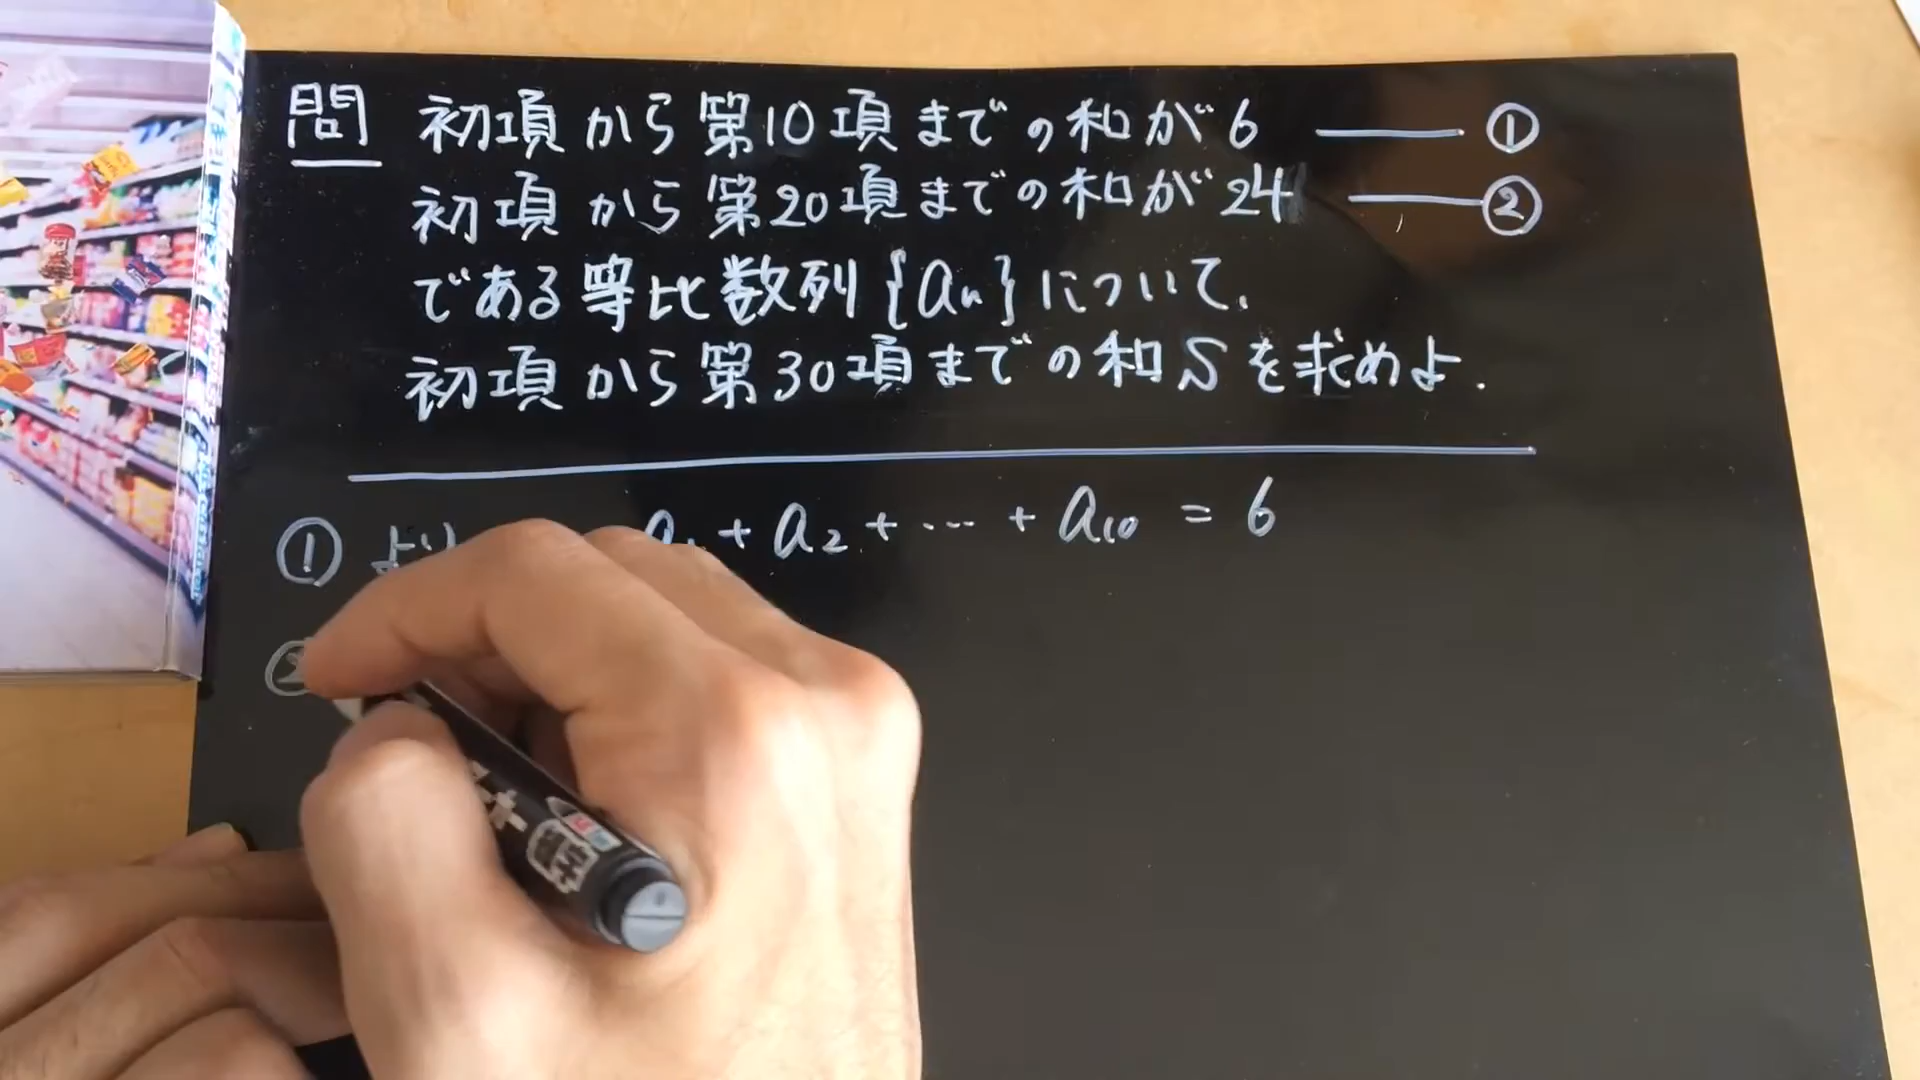 問 初項から第10項までの和が6 ―― ①
初項から第20項までの和が24 ―― ②
である等比数列{an}について,
初項から第30項までの和Sを求めよ.
① より a1 + a2 + … + a10 = 6
②